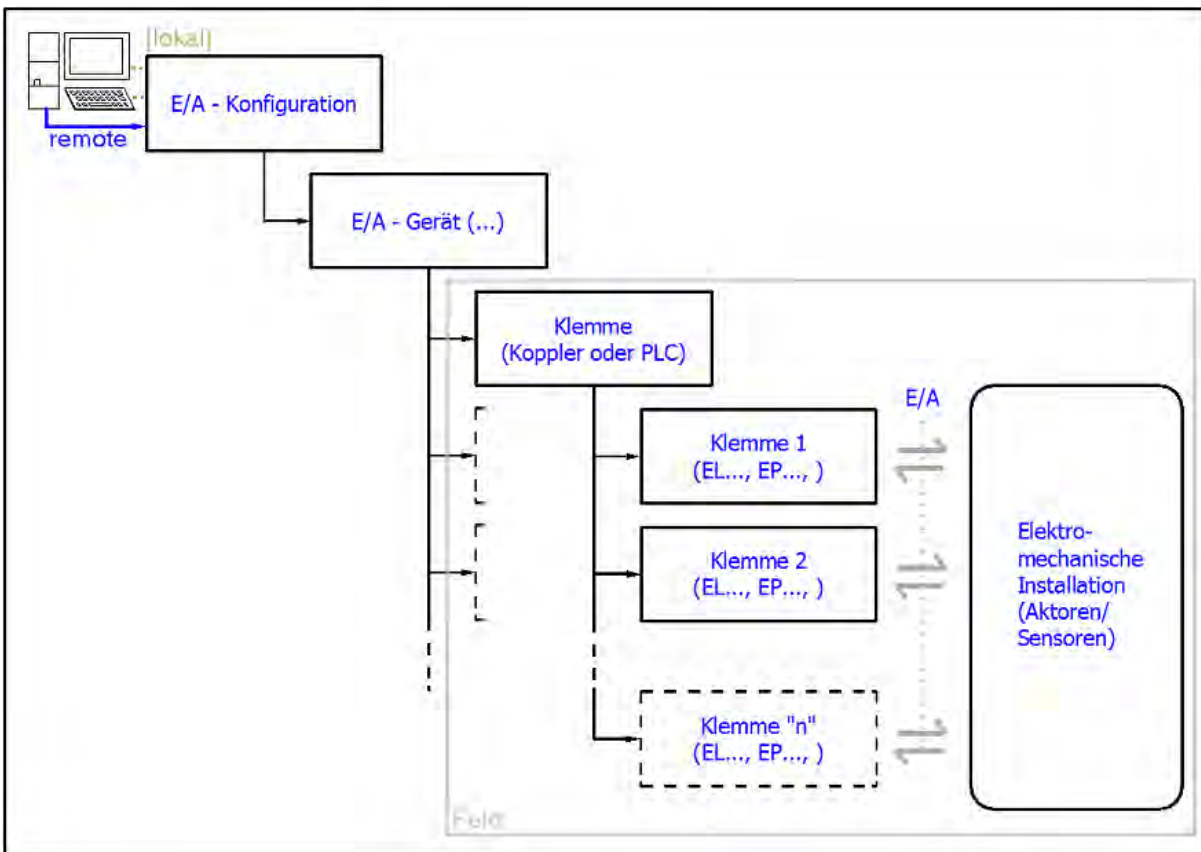 [lokal]
E/A - Konfiguration
remote
E/A - Gerät (...)
Klemme
(Koppler oder PLC)
E/A
Klemme 1
(EL..., EP..., )
Klemme 2
(EL..., EP..., )
Klemme "n"
(EL..., EP..., )
Elektro-
mechanische
Installation
(Aktoren/
Sensoren)
Feld